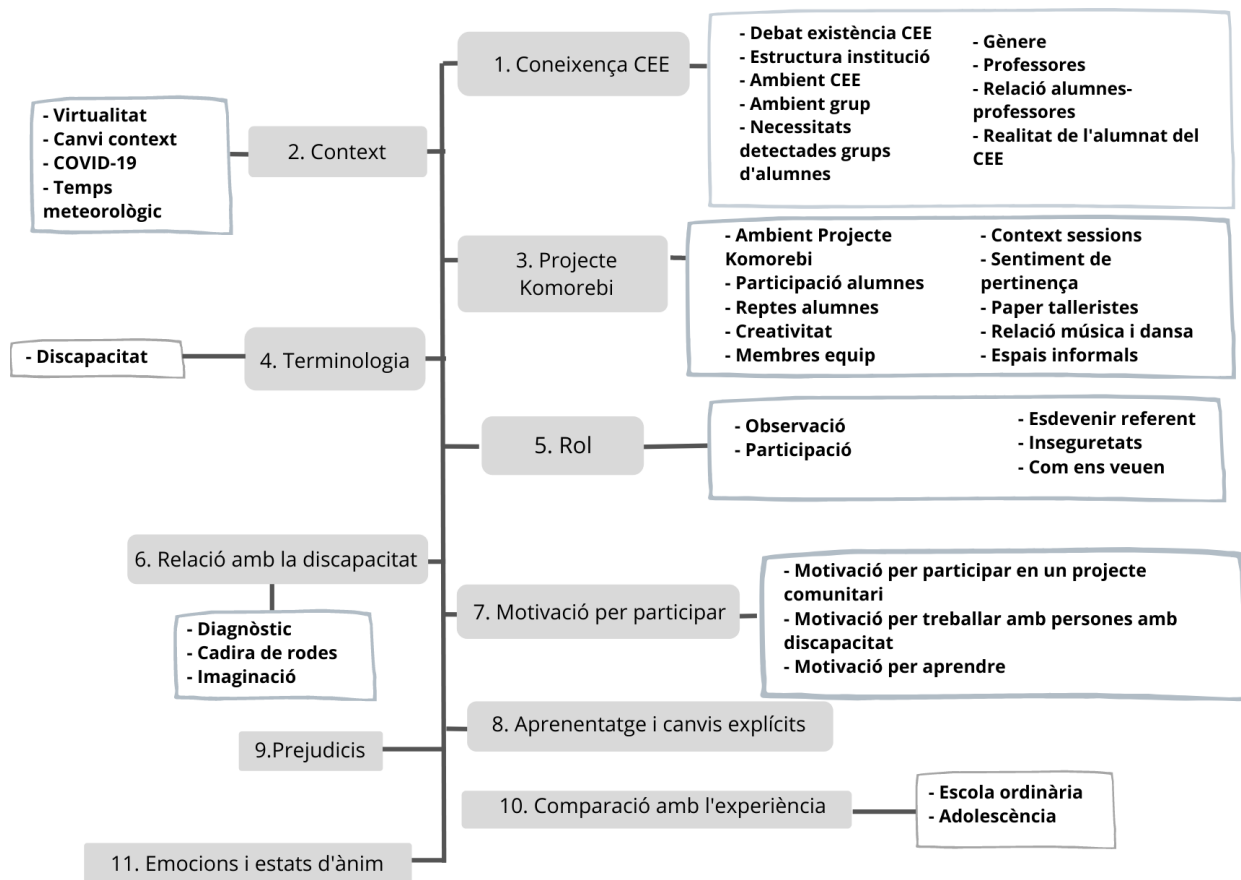 1. Coneixença CEE
- Debat existència CEE
- Estructura institució
- Ambient CEE
- Ambient grup
- Necessitats
detectades grups
d'alumnes
- Gènere
- Professores
- Relació alumnes-
professores
- Realitat de l'alumnat del
CEE
2. Context
- Virtualitat
- Canvi context
- COVID-19
- Temps
meteorològic
3. Projecte
Komorebi
- Ambient Projecte
Komorebi
- Participació alumnes
- Reptes alumnes
- Creativitat
- Membres equip
- Context sessions
- Sentiment de
pertinença
- Paper talleristes
- Relació música i dansa
- Espais informals
4. Terminologia
- Discapacitat
5. Rol
- Observació
- Participació
- Esdevenir referent
- Inseguretats
- Com ens veuen
6. Relació amb la discapacitat
- Diagnòstic
- Cadira de rodes
- Imaginació
7. Motivació per participar
- Motivació per participar en un projecte
comunitari
- Motivació per treballar amb persones amb
discapacitat
- Motivació per aprendre
8. Aprenentatge i canvis explícits
9.Prejudicis
10. Comparació amb l'experiència
- Escola ordinària
- Adolescència
11. Emocions i estats d'ànim